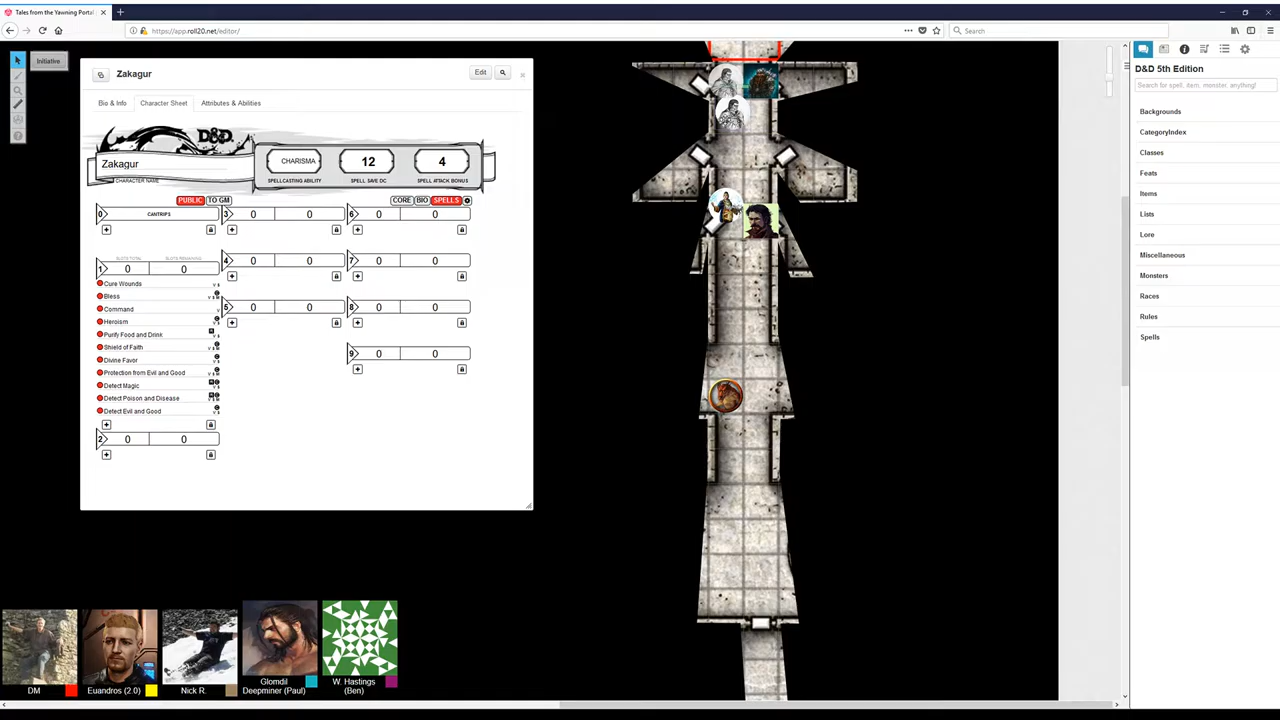 Tales from the Yawning Portal
https://app.roll20.net/editor/
Search
Initiative
Zakagur
Edit
Bio & Info
Character Sheet
Attributes & Abilities
D&D
Zakagur
CHARACTER NAME
CHARISMA
12
4
SPELLCASTING ABILITY
SPELL SAVE DC
SPELL ATTACK BONUS
PUBLIC
TO GM
CORE
BIO
SPELLS
0
CANTRIPS
3
0
0
6
0
0
SLOTS TOTAL
SLOTS REMAINING
1
0
0
4
0
0
7
0
0
Cure Wounds
Bless
Command
Heroism
Purify Food and Drink
Shield of Faith
Divine Favor
Protection from Evil and Good
Detect Magic
Detect Poison and Disease
Detect Evil and Good
5
0
0
8
0
0
9
0
0
2
0
0
DM
Euandros (2.0)
Nick R.
Glomdil
Deepminer (Paul)
W. Hastings
(Ben)
D&D 5th Edition
Search for spell, item, monster, anything!
Backgrounds
CategoryIndex
Classes
Feats
Items
Lists
Lore
Miscellaneous
Monsters
Races
Rules
Spells